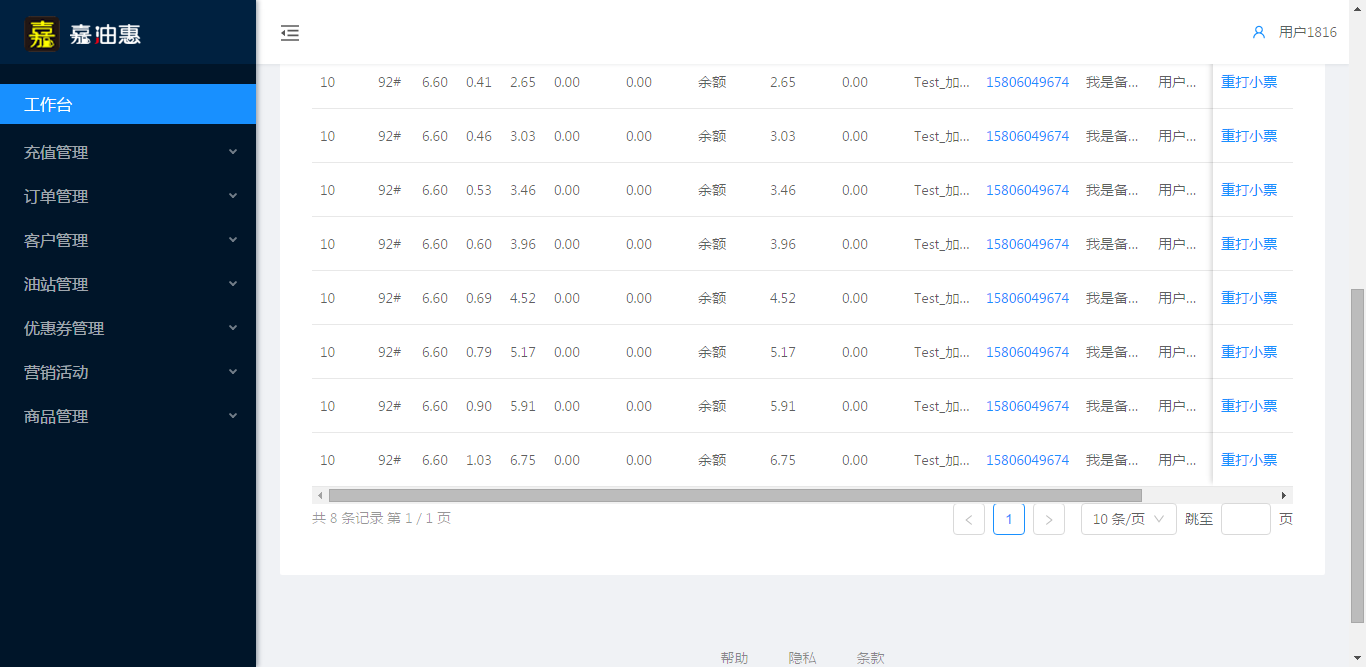 嘉 嘉油惠
用户1816
工作台
充值管理
订单管理
客户管理
油站管理
优惠券管理
营销活动
商品管理
10 92# 6.60 0.41 2.65 0.00 0.00 余额 2.65 0.00 Test_加... 15806049674 我是备... 用户... 重打小票
10 92# 6.60 0.46 3.03 0.00 0.00 余额 3.03 0.00 Test_加... 15806049674 我是备... 用户... 重打小票
10 92# 6.60 0.53 3.46 0.00 0.00 余额 3.46 0.00 Test_加... 15806049674 我是备... 用户... 重打小票
10 92# 6.60 0.60 3.96 0.00 0.00 余额 3.96 0.00 Test_加... 15806049674 我是备... 用户... 重打小票
10 92# 6.60 0.69 4.52 0.00 0.00 余额 4.52 0.00 Test_加... 15806049674 我是备... 用户... 重打小票
10 92# 6.60 0.79 5.17 0.00 0.00 余额 5.17 0.00 Test_加... 15806049674 我是备... 用户... 重打小票
10 92# 6.60 0.90 5.91 0.00 0.00 余额 5.91 0.00 Test_加... 15806049674 我是备... 用户... 重打小票
10 92# 6.60 1.03 6.75 0.00 0.00 余额 6.75 0.00 Test_加... 15806049674 我是备... 用户... 重打小票
共 8 条记录 第 1 / 1 页 < 1 > 10 条/页 跳至 页
帮助 隐私 条款